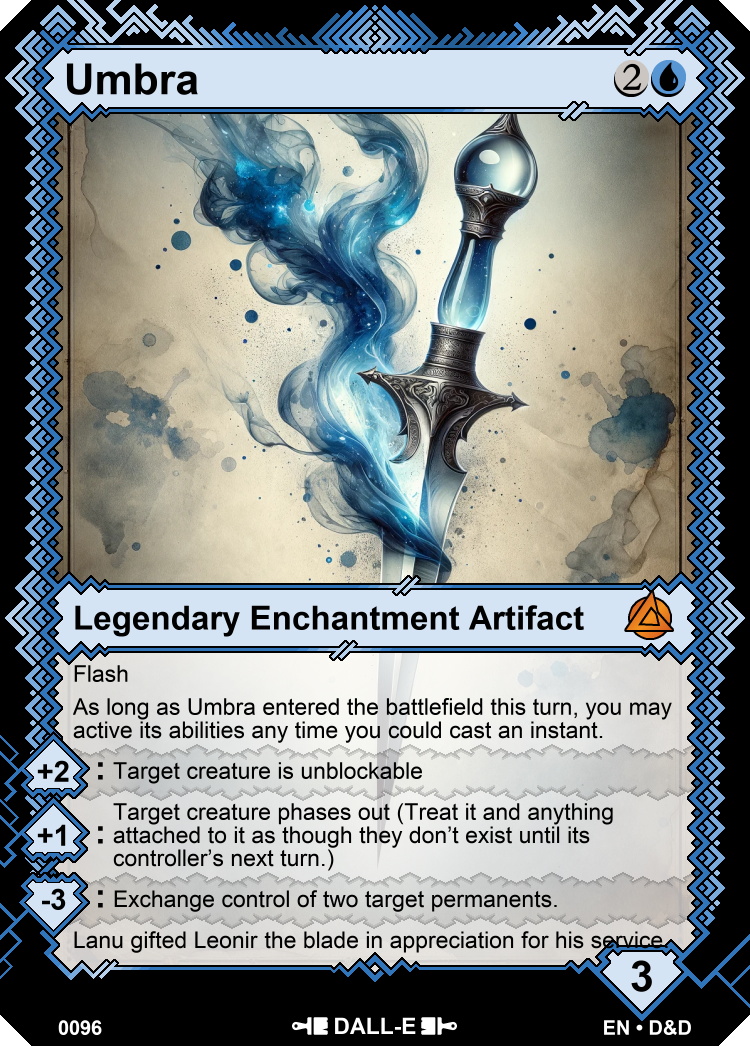 Umbra 2
Legendary Enchantment Artifact
Flash
As long as Umbra entered the battlefield this turn, you may
active its abilities any time you could cast an instant.
+2 : Target creature is unblockable
Target creature phases out (Treat it and anything
+1 : attached to it as though they don't exist until its
controller's next turn.)
-3 : Exchange control of two target permanents.
Lanu gifted Leonir the blade in appreciation for his service.
3
0096 DALL-E EN • D&D